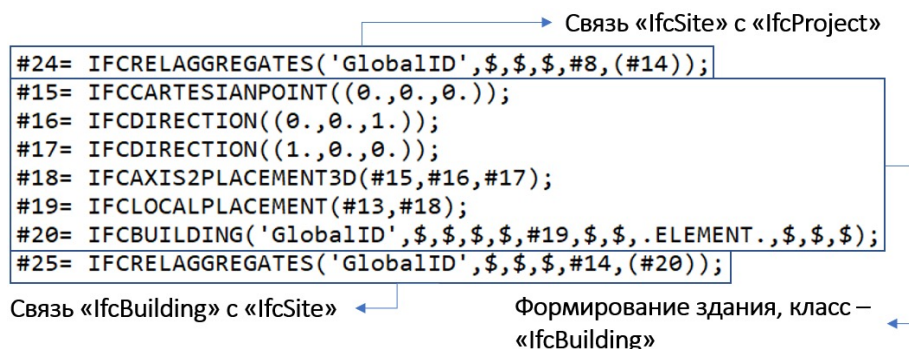 Связь «IfcSite» с «IfcProject»
#24= IFCRELAGGREGATES('GlobalID',$,$,$,#8,(#14));
#15= IFCCARTESIANPOINT((0.,0.,0.));
#16= IFCDIRECTION((0.,0.,1.));
#17= IFCDIRECTION((1.,0.,0.));
#18= IFCAXIS2PLACEMENT3D(#15,#16,#17);
#19= IFCLOCALPLACEMENT(#13,#18);
#20= IFCBUILDING('GlobalID',$,$,$,$,#19,$,$,.ELEMENT.,$,$,$);
#25= IFCRELAGGREGATES('GlobalID',$,$,$,#14,(#20));
Связь «IfcBuilding» с «IfcSite»
Формирование здания, класс –
«IfcBuilding»